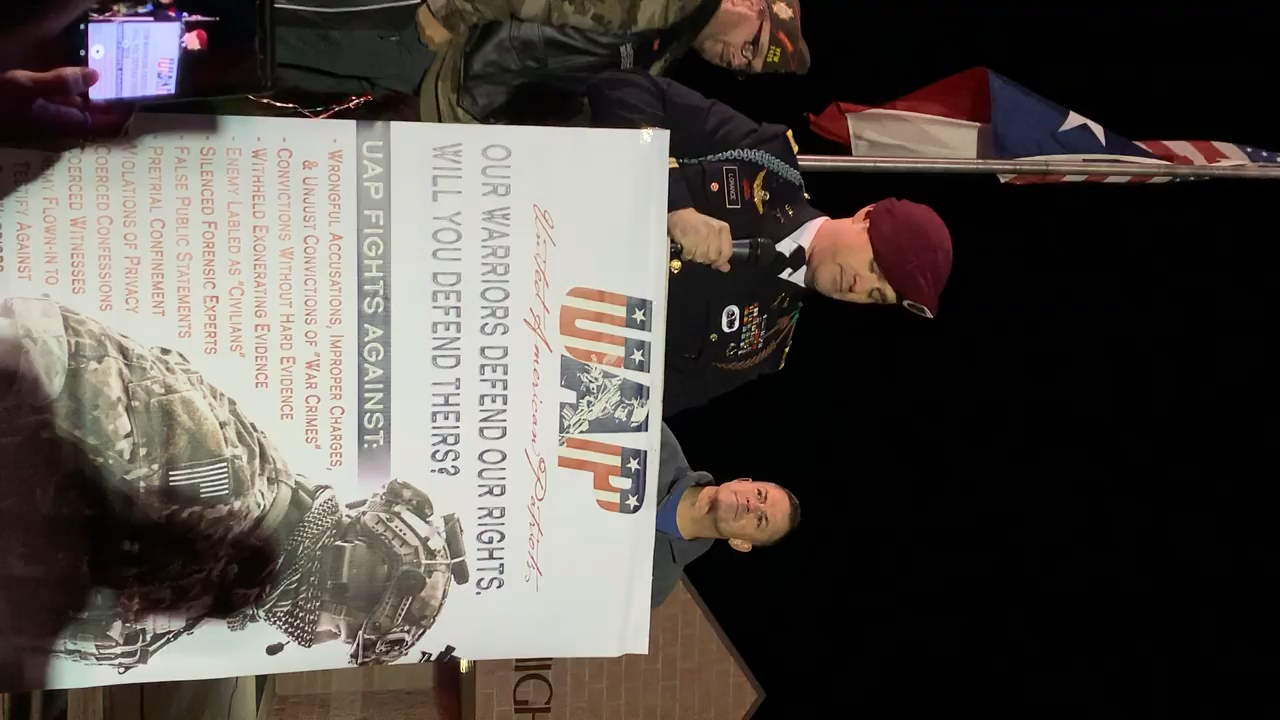 UAP
United American Patriots
OUR WARRIORS DEFEND OUR RIGHTS.
WILL YOU DEFEND THEIRS?
UAP FIGHTS AGAINST:
- WRONGFUL ACCUSATIONS, IMPROPER CHARGES,
& UNJUST CONVICTIONS OF "WAR CRIMES"
- CONVICTIONS WITHOUT HARD EVIDENCE
- WITHHELD EXONERATING EVIDENCE
- ENEMY LABELED AS "CIVILIANS"
- SILENCED FORENSIC EXPERTS
- FALSE PUBLIC STATEMENTS
- PRETRIAL CONFINEMENT
- VIOLATIONS OF PRIVACY
- COERCED CONFESSIONS
COERCED WITNESSES
FLOWN-IN TO
TESTIFY AGAINST
LORANCE
U.S.
VFW